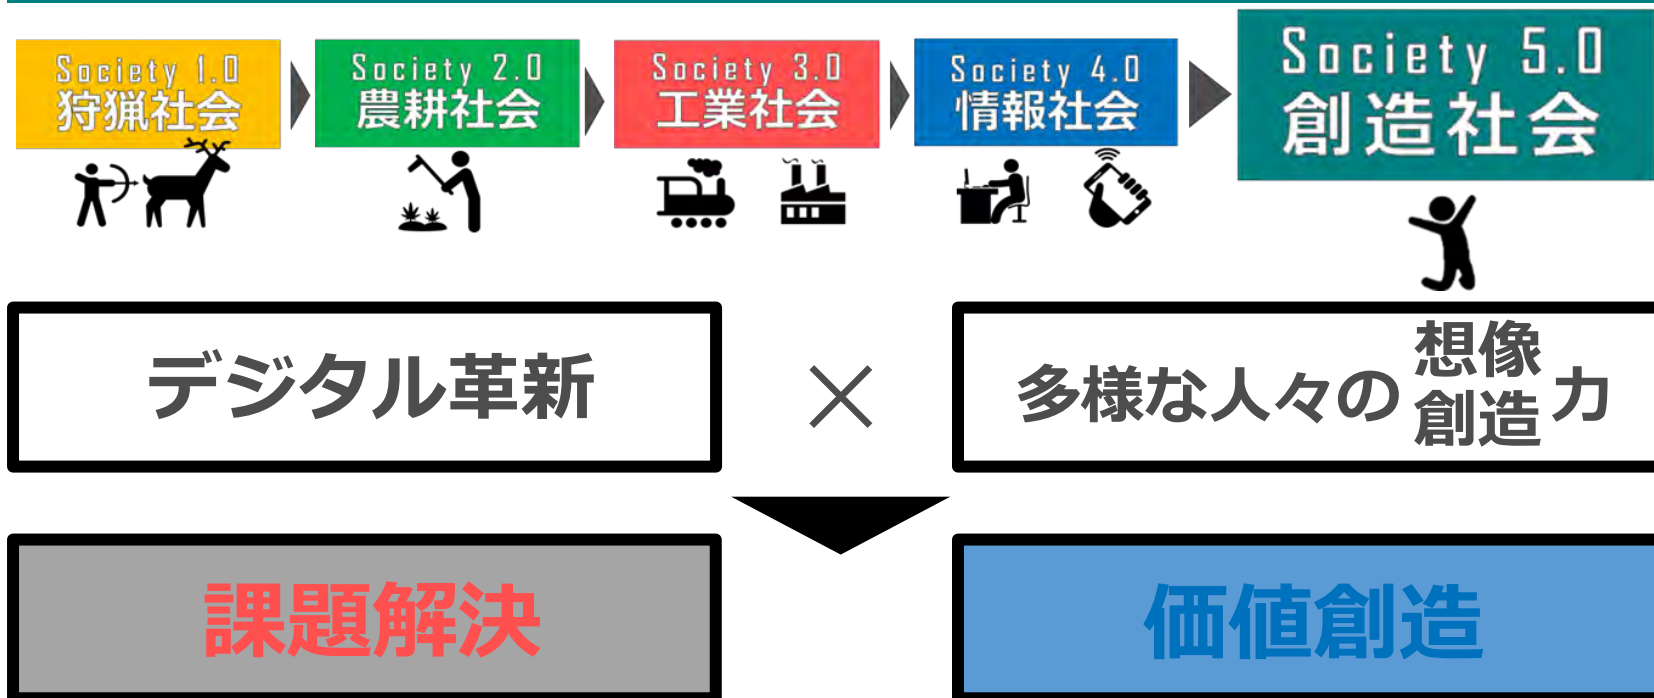 Society 1.0
狩猟社会
Society 2.0
農耕社会
Society 3.0
工業社会
Society 4.0
情報社会
Society 5.0
創造社会
デジタル革新
×
多様な人々の想像
創造力
課題解決
価値創造